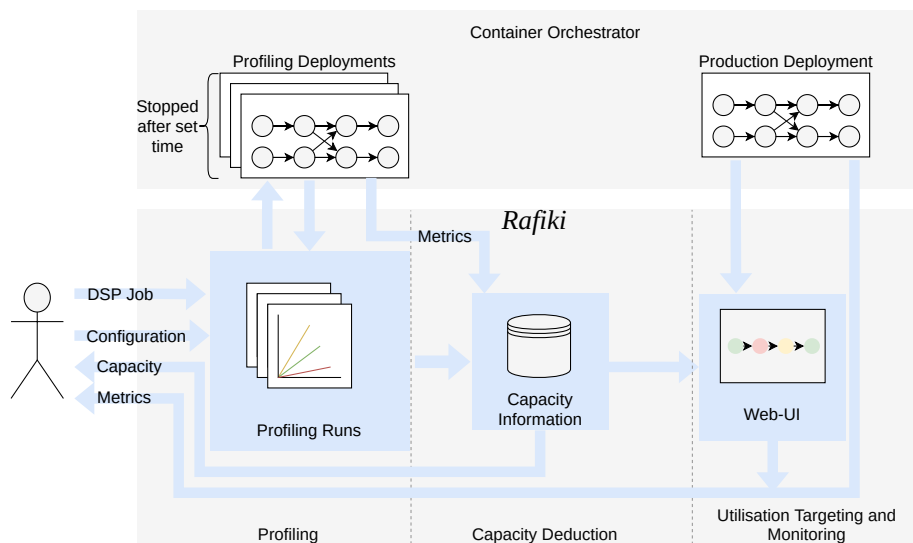 Container Orchestrator
Profiling Deployments
Production Deployment
Stopped
after set
time
Rafiki
Metrics
DSP Job
Configuration
Capacity
Metrics
Profiling Runs
Capacity
Information
Web-UI
Profiling
Capacity Deduction
Utilisation Targeting and
Monitoring